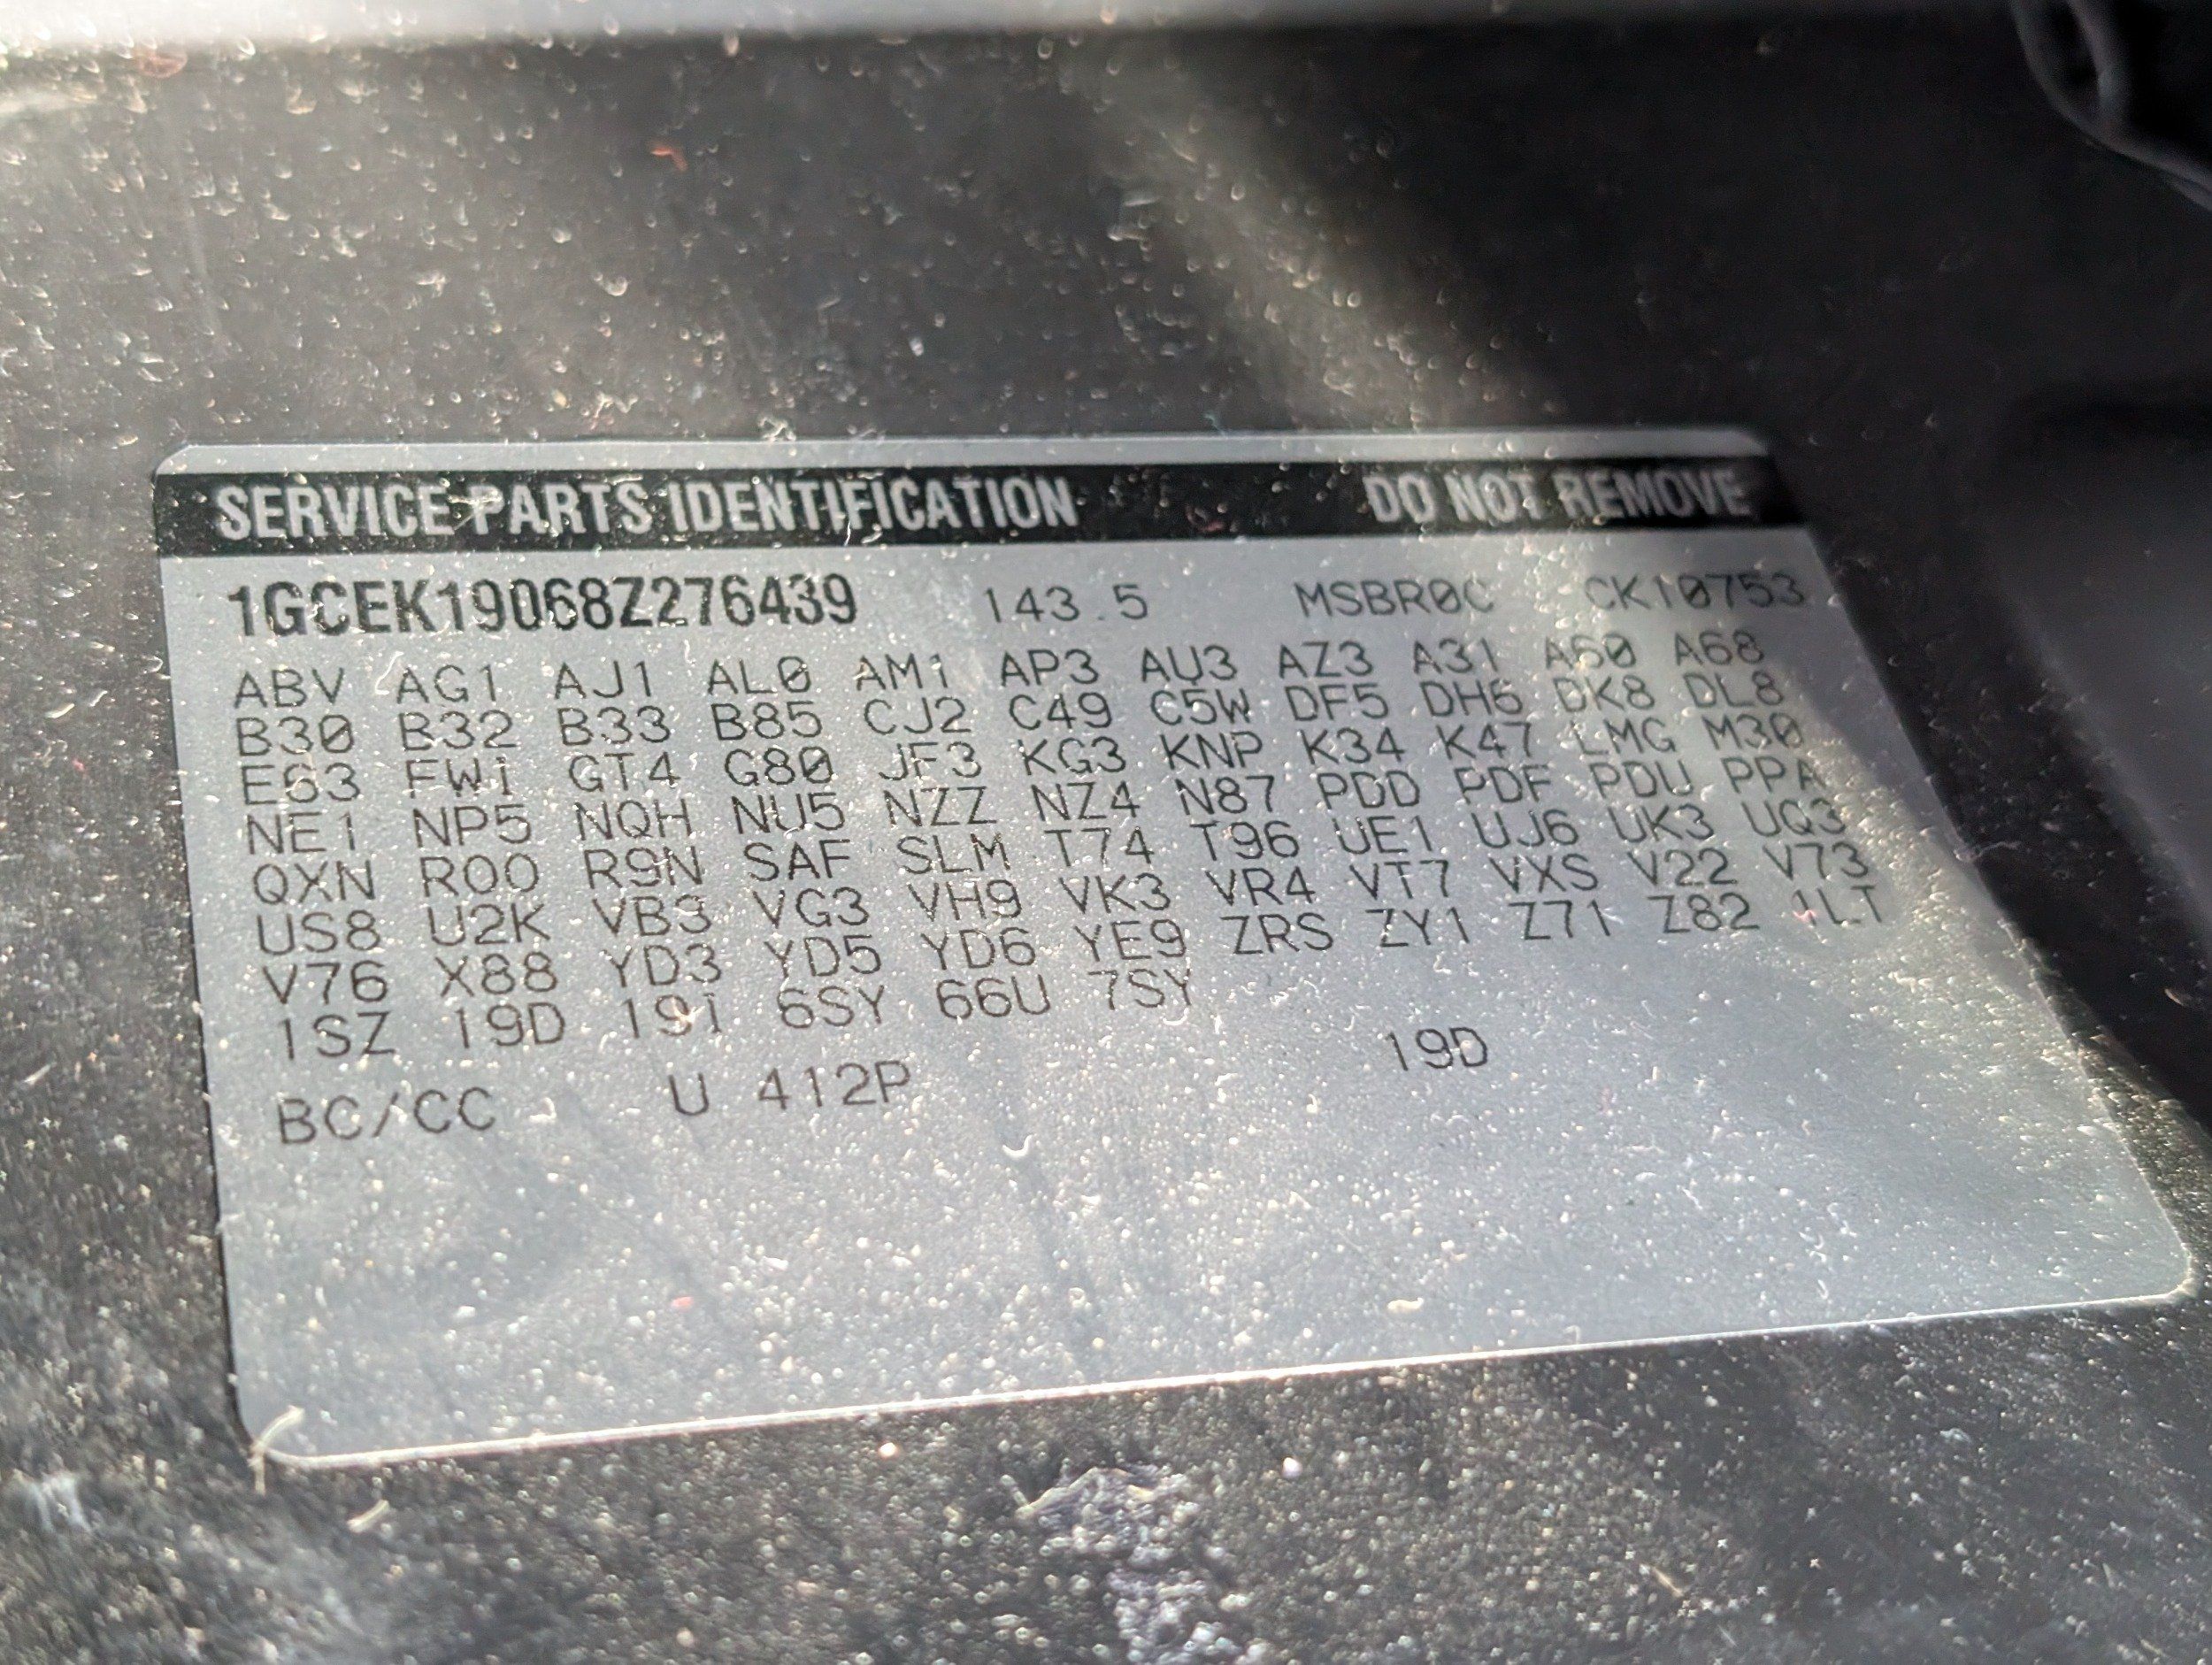 SERVICE PARTS IDENTIFICATION DO NOT REMOVE
1GCEK19068Z276439 143.5 MSBR0C CK10753
ABV AG1 AJ1 AL0 AM1 AP3 AU3 AZ3 A31 A60 A68
B30 B32 B33 B85 CJ2 C49 C5W DF5 DH6 DK8 DL8
E63 FW1 GT4 G80 JF3 KG3 KNP K34 K47 LMG M30
NE1 NP5 NQH NU5 NZZ NZ4 N87 PDD PDF PDU PPA
QXN ROO R9N SAF SLM T74 T96 UE1 UJ6 UK3 UQ3
US8 U2K VB3 VG3 VH9 VK3 VR4 VT7 VXS V22 V73
V76 X88 YD3 YD5 YD6 YE9 ZRS ZY1 Z71 Z82 1LT
1SZ 19D 19I 6SY 66U 7SY
BC/CC U 412P 19D